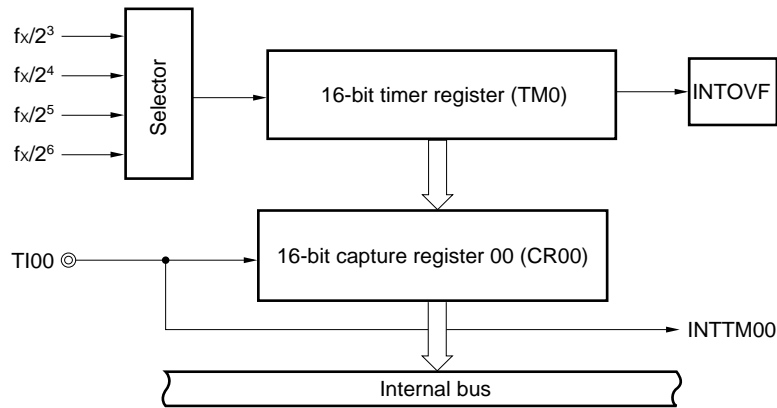 fx/2³
fx/2⁴
fx/2⁵
fx/2⁶
Selector
16-bit timer register (TM0)
INTOVF
16-bit capture register 00 (CR00)
TI00
INTTM00
Internal bus